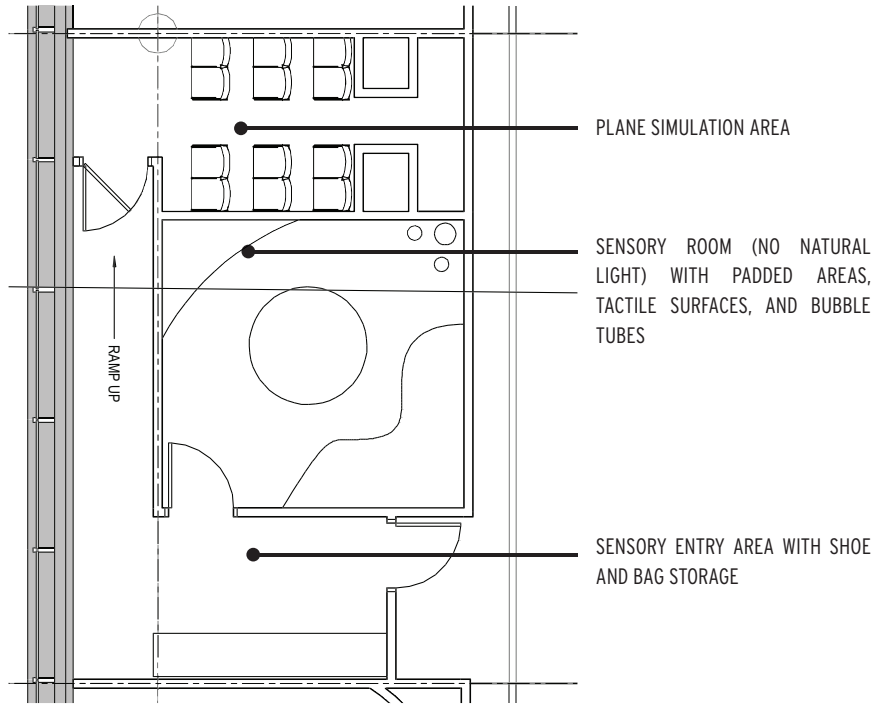 PLANE SIMULATION AREA
SENSORY ROOM (NO NATURAL
LIGHT) WITH PADDED AREAS,
TACTILE SURFACES, AND BUBBLE
TUBES
RAMP UP
SENSORY ENTRY AREA WITH SHOE
AND BAG STORAGE